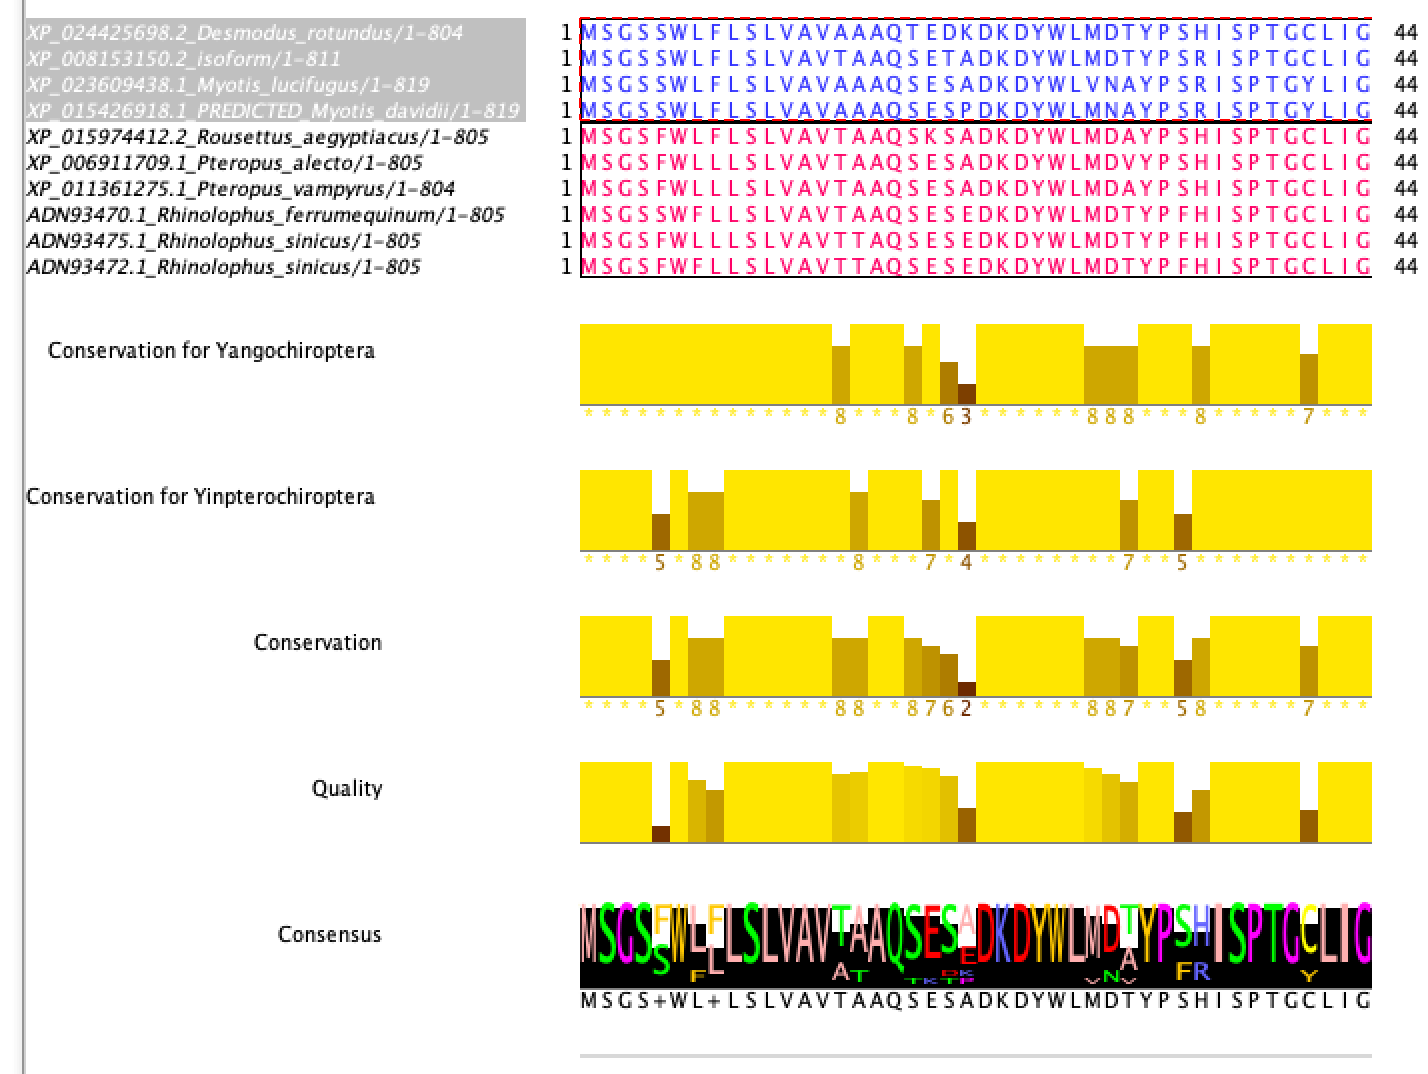 XP_024425698.2_Desmodus_rotundus/1-804 1 MSGSSWLFLSLVAVAAAQTEDKDKDYWLMDTYPSHISPTGCLIG 44
XP_008153150.2_isoform/1-811 1 MSGSSWLFLSLVAVAAAQSETADKDYWLMDTYPSRISPTGCLIG 44
XP_023609438.1_Myotis_lucifugus/1-819 1 MSGSSWLFLSLVAVAAAQSESADKDYWLVNAYPSRISPTGYLIG 44
XP_015426918.1_PREDICTED_Myotis_davidii/1-819 1 MSGSSWLFLSLVAVAAAQSESPDKDYWLMNAYPSRISPTGYLIG 44
XP_015974412.2_Rousettus_aegyptiacus/1-805 1 MSGSFWLFLSLVAVTAAQSKSADKDYWLMDAYPSHISPTGCLIG 44
XP_006911709.1_Pteropus_alecto/1-805 1 MSGSFWLLLSLVAVTAAQSESADKDYWLMDVYPSHISPTGCLIG 44
XP_011361275.1_Pteropus_vampyrus/1-804 1 MSGSFWLLLSLVAVTAAQSESADKDYWLMDAYPSHISPTGCLIG 44
ADN93470.1_Rhinolophus_ferrumequinum/1-805 1 MSGSSWFLLSLVAVTAAQSESEDKDYWLMDTYPFHISPTGCLIG 44
ADN93475.1_Rhinolophus_sinicus/1-805 1 MSGSFWLLLSLVAVTTAQSESEDKDYWLMDTYPFHISPTGCLIG 44
ADN93472.1_Rhinolophus_sinicus/1-805 1 MSGSFWFLLSLVAVTTAQSESEDKDYWLMDTYPFHISPTGCLIG 44
Conservation for Yangochiroptera
**************8***8*63******888***8*****7***
Conservation for Yinpterochiroptera
****5*88*******8***7*4********7**5**********
Conservation
****5*88******88**8762******887**58*****7***
Quality
Consensus
MSGS+WL+LSLVAVTAAQSESADKDYWLMDTYPSHISPTGCLIG